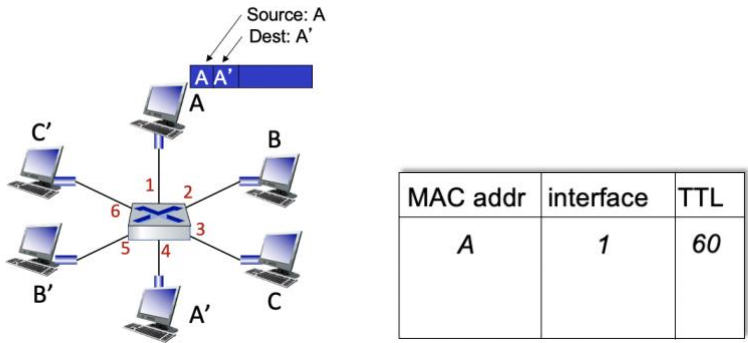 Source: A
Dest: A’
A A’
A
C’
B
1
2
6
3
5
4
B’
A’
C
MAC addr interface TTL
A 1 60